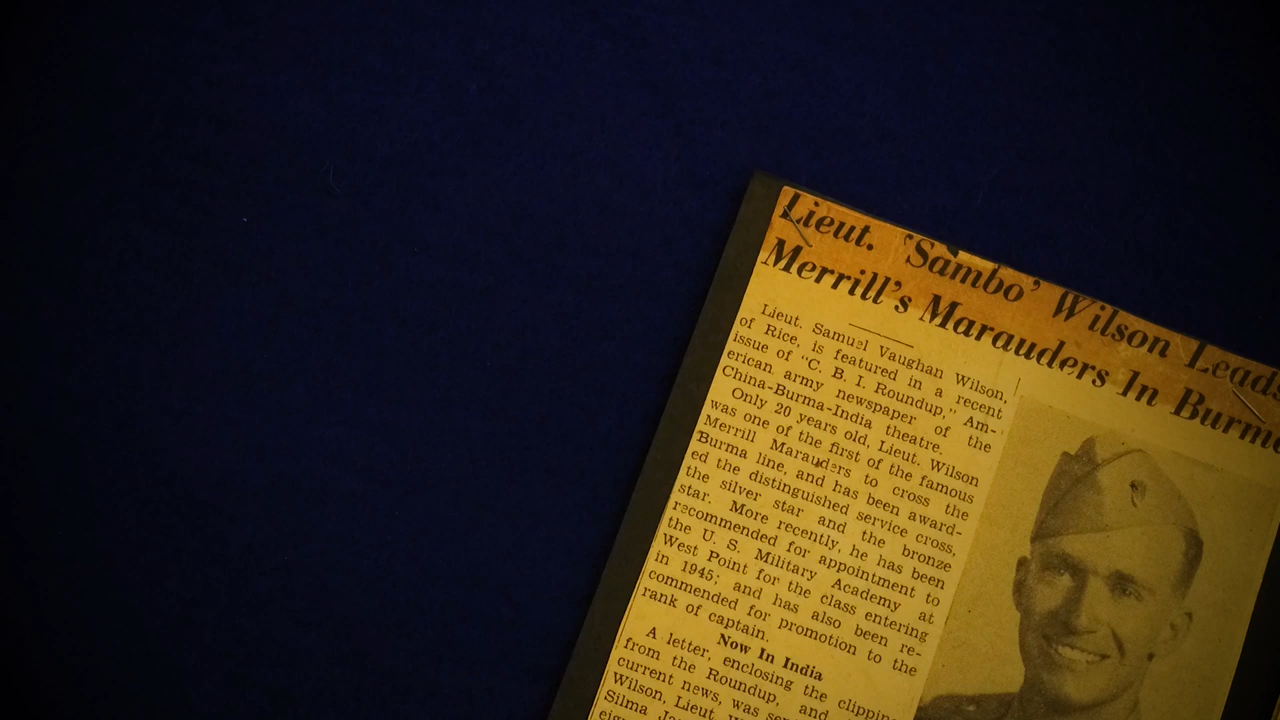 Lieut. 'Sambo' Wilson Leads
Merrill's Marauders In Burma
Lieut. Samuel Vaughan Wilson,
of Rice, is featured in a recent
issue of "C. B. I. Roundup," Am-
erican army newspaper of the
China-Burma-India theatre.
Only 20 years old, Lieut. Wilson
was one of the first of the famous
Merrill Marauders to cross the
Burma line, and has been award-
ed the distinguished service cross,
the silver star and the bronze
star. More recently, he has been
recommended for appointment to
the U. S. Military Academy at
West Point for the class entering
in 1945; and has also been re-
commended for promotion to the
rank of captain.
Now In India
A letter, enclosing the clipping
from the Roundup, and
current news, was
Wilson, Lieut.
Silma